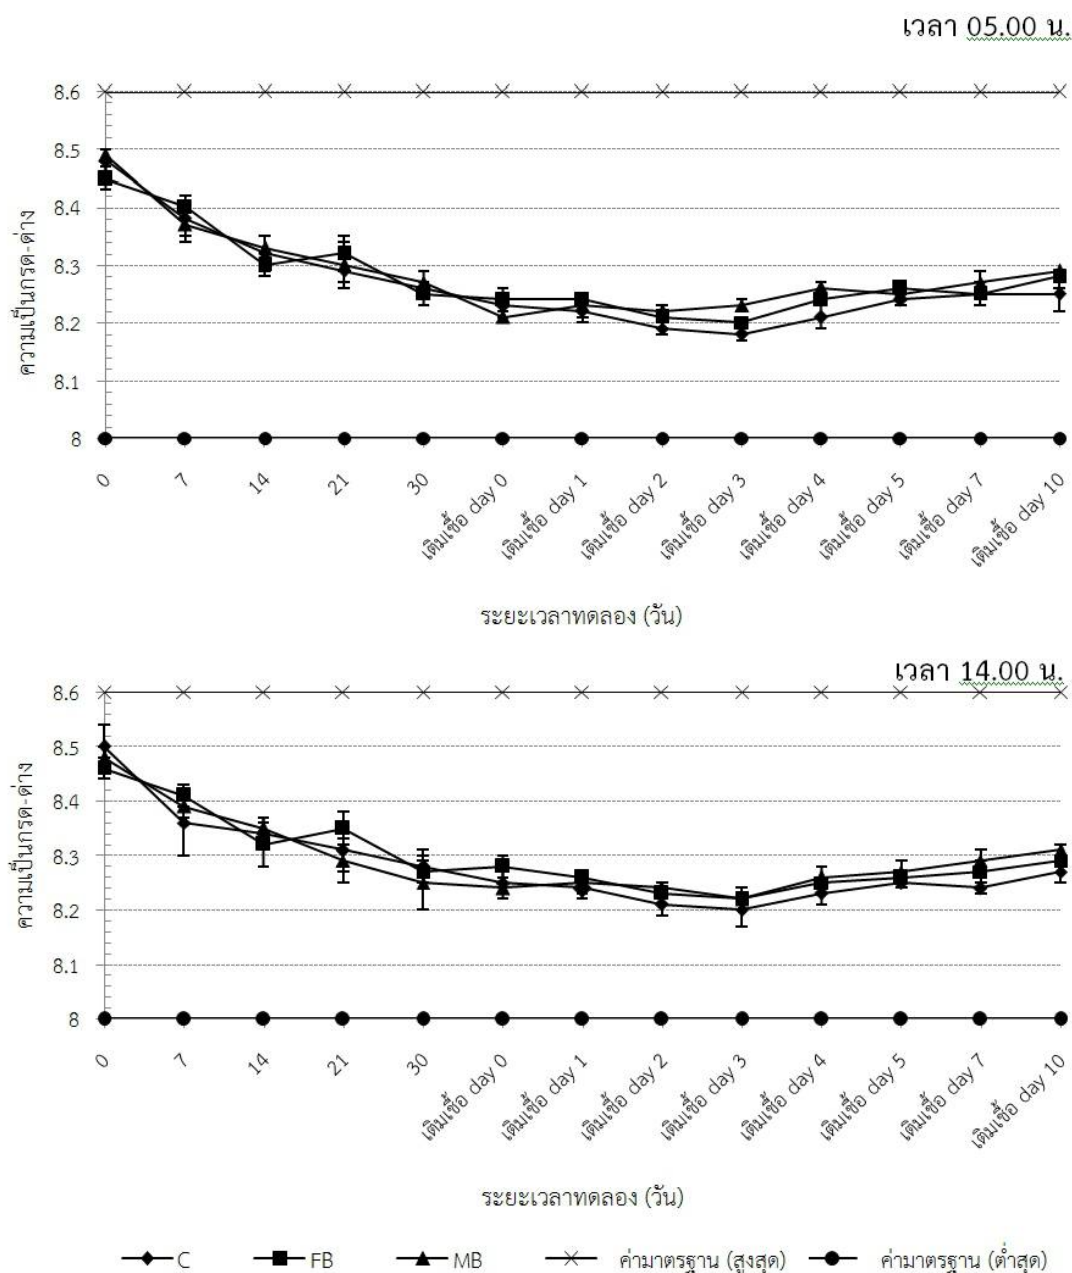 เวลา 05.00 น.
8.6
8.5
8.4
8.3
8.2
8.1
8
ความเป็นกรด-ด่าง
0
7
14
21
30
เติมเชื้อ day 0
เติมเชื้อ day 1
เติมเชื้อ day 2
เติมเชื้อ day 3
เติมเชื้อ day 4
เติมเชื้อ day 5
เติมเชื้อ day 7
เติมเชื้อ day 10
ระยะเวลาทดลอง (วัน)
เวลา 14.00 น.
8.6
8.5
8.4
8.3
8.2
8.1
8
ความเป็นกรด-ด่าง
0
7
14
21
30
เติมเชื้อ day 0
เติมเชื้อ day 1
เติมเชื้อ day 2
เติมเชื้อ day 3
เติมเชื้อ day 4
เติมเชื้อ day 5
เติมเชื้อ day 7
เติมเชื้อ day 10
ระยะเวลาทดลอง (วัน)
C FB MB ค่ามาตรฐาน (สูงสุด) ค่ามาตรฐาน (ต่ำสุด)